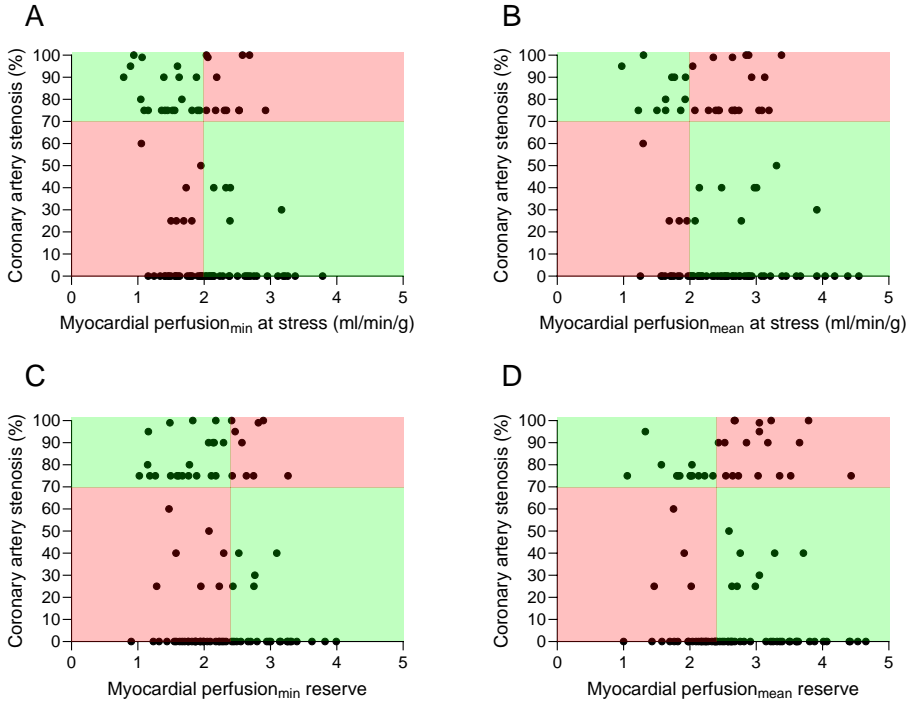 A
Coronary artery stenosis (%)
100
90
80
70
60
50
40
30
20
10
0
0 1 2 3 4 5
Myocardial perfusionmin at stress (ml/min/g)
B
Coronary artery stenosis (%)
100
90
80
70
60
50
40
30
20
10
0
0 1 2 3 4 5
Myocardial perfusionmean at stress (ml/min/g)
C
Coronary artery stenosis (%)
100
90
80
70
60
50
40
30
20
10
0
0 1 2 3 4 5
Myocardial perfusionmin reserve
D
Coronary artery stenosis (%)
100
90
80
70
60
50
40
30
20
10
0
0 1 2 3 4 5
Myocardial perfusionmean reserve